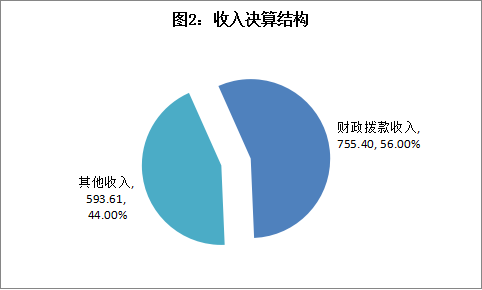 图2：收入决算结构
财政拨款收入,
755.40, 56.00%
其他收入,
593.61,
44.00%